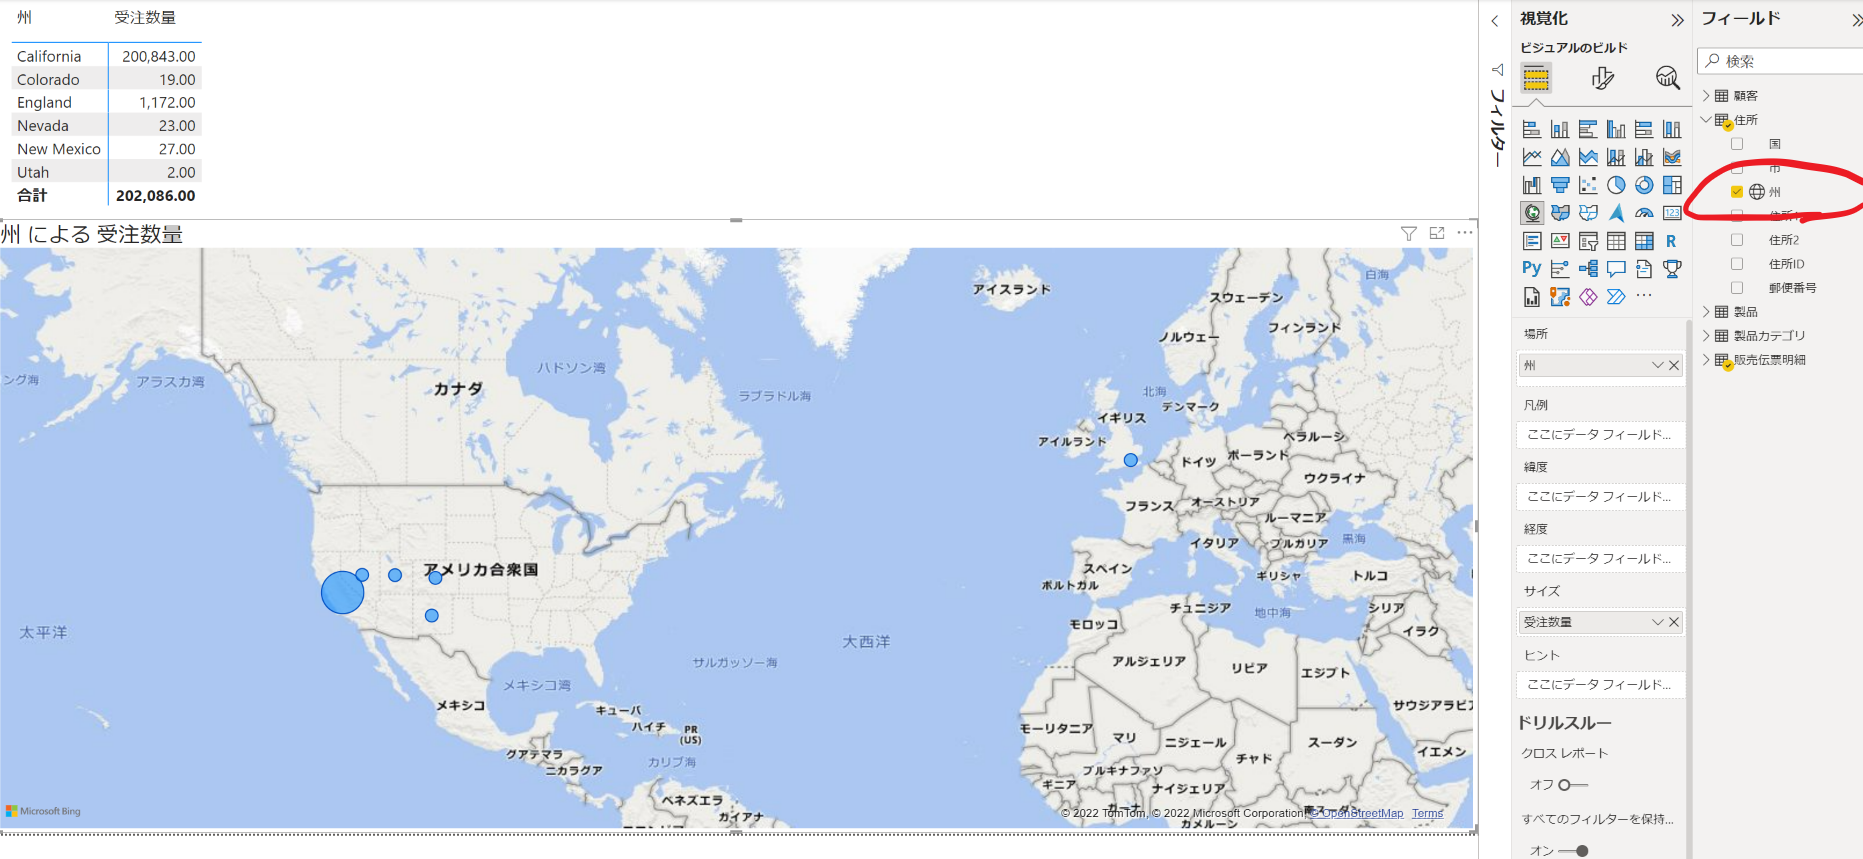 州 受注数量
California 200,843.00
Colorado 19.00
England 1,172.00
Nevada 23.00
New Mexico 27.00
Utah 2.00
合計 202,086.00
州 による 受注数量
アイスランド
白海
スウェーデン
フィンランド
ノルウェー
ハドソン湾
ング海
アラスカ湾
カナダ
ラブラドル海
北海
デンマーク
イギリス
アイルランド
ベラルーシ
ドイツ
ポーランド
ウクライナ
フランス
オーストリア
ルーマニア
イタリア
ブルガリア
黒海
アメリカ合衆国
スペイン
ポルトガル
ギリシャ
トルコ
チュニジア
地中海
シリア
太平洋
大西洋
モロッコ
イラク
サルガッソー海
アルジェリア
リビア
エジプト
メキシコ湾
メキシコ
キューバ
ハイチ
PR
(US)
サウジアラビア
モーリタニア
マリ
ニジェール
スーダン
チャド
イエメン
グアテマラ
ニカラグア
カリブ海
ブルキナファソ
ギニア
ナイジェリア
ベネズエラ
ガイアナ
ガーナ
カメルーン
Microsoft Bing
© 2022 TomTom, © 2022 Microsoft Corporation, © OpenStreetMap Terms
フィルター
視覚化
ビジュアルのビルド
123
R
Py
場所
州
凡例
ここにデータ フィールド...
緯度
ここにデータ フィールド...
経度
ここにデータ フィールド...
サイズ
受注数量
ヒント
ここにデータ フィールド...
ドリルスルー
クロス レポート
オフ
すべてのフィルターを保持...
オン
フィールド
検索
顧客
住所
国
市
州
住所2
住所ID
郵便番号
製品
製品カテゴリ
販売伝票明細